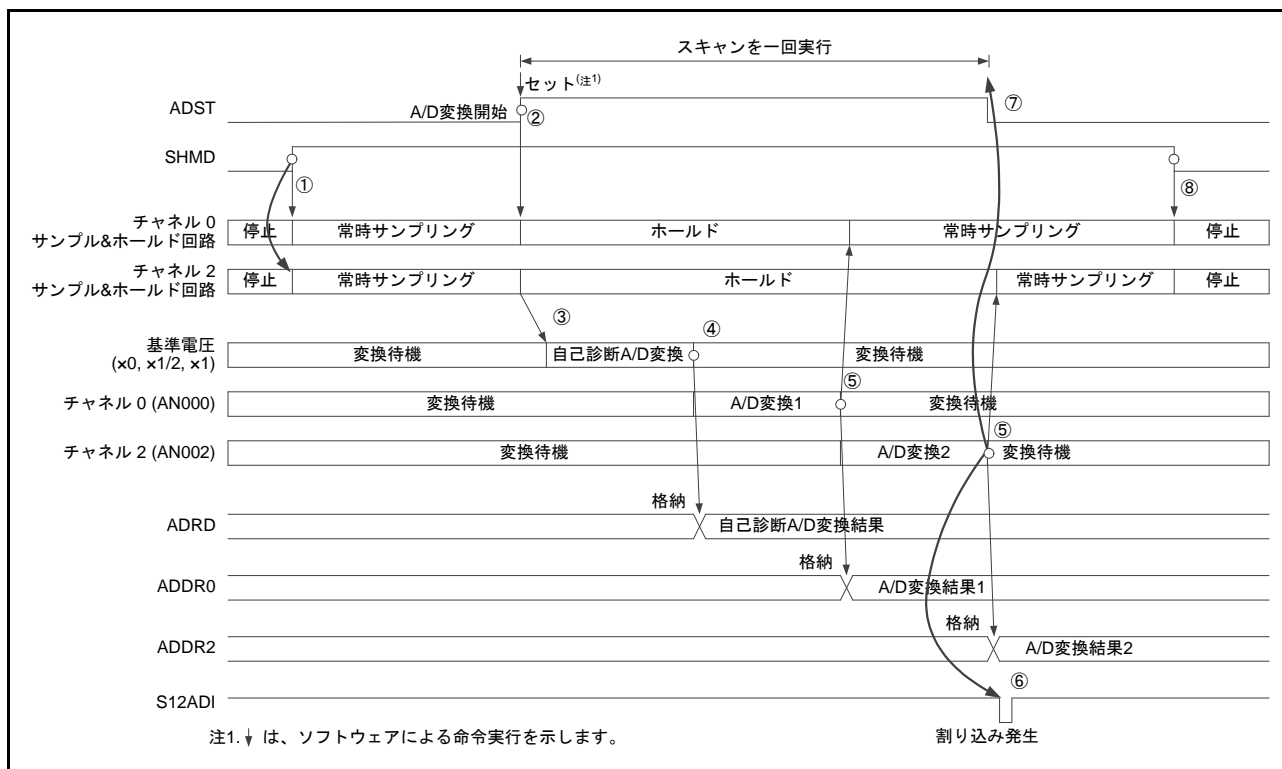 スキャンを一回実行
セット(注1)
ADST
A/D変換開始
②
⑦
SHMD
①
⑧
チャネル 0
サンプル&ホールド回路
停止
常時サンプリング
ホールド
常時サンプリング
停止
チャネル 2
サンプル&ホールド回路
停止
常時サンプリング
ホールド
常時サンプリング
停止
③
④
基準電圧
(×0, ×1/2, ×1)
変換待機
自己診断A/D変換
変換待機
⑤
チャネル 0 (AN000)
変換待機
A/D変換1
変換待機
⑤
チャネル 2 (AN002)
変換待機
A/D変換2
変換待機
格納
ADRD
自己診断A/D変換結果
格納
ADDR0
A/D変換結果1
格納
ADDR2
A/D変換結果2
⑥
S12ADI
注1. ↓ は、ソフトウェアによる命令実行を示します。
割り込み発生